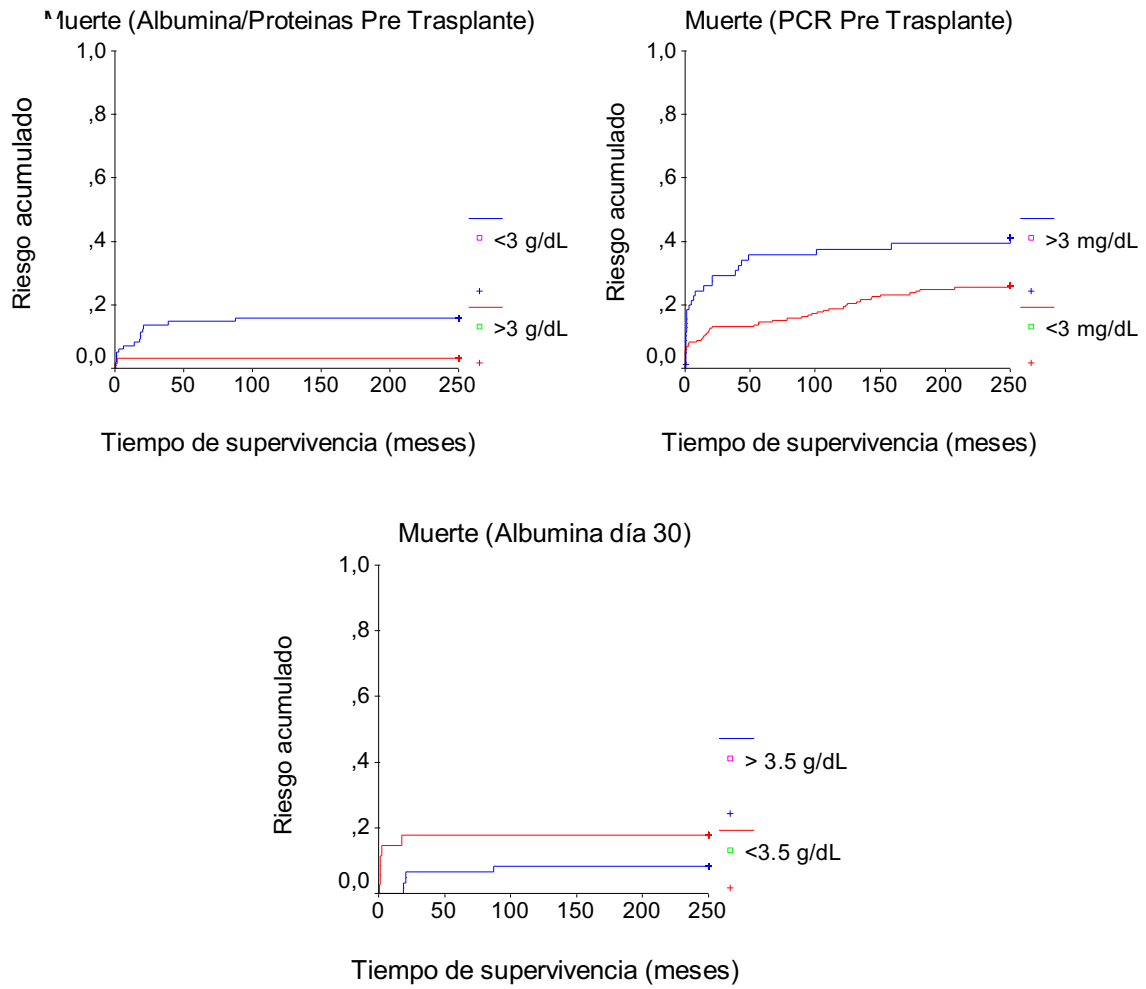 Muerte (Albumina/Proteinas Pre Trasplante)
1,0
,8
,6
,4
,2
0,0
Riesgo acumulado
0 50 100 150 200 250
Tiempo de supervivencia (meses)
<3 g/dL
>3 g/dL
Muerte (PCR Pre Trasplante)
1,0
,8
,6
,4
,2
0,0
Riesgo acumulado
0 50 100 150 200 250
Tiempo de supervivencia (meses)
>3 mg/dL
<3 mg/dL
Muerte (Albumina día 30)
1,0
,8
,6
,4
,2
0,0
Riesgo acumulado
0 50 100 150 200 250
Tiempo de supervivencia (meses)
> 3.5 g/dL
<3.5 g/dL